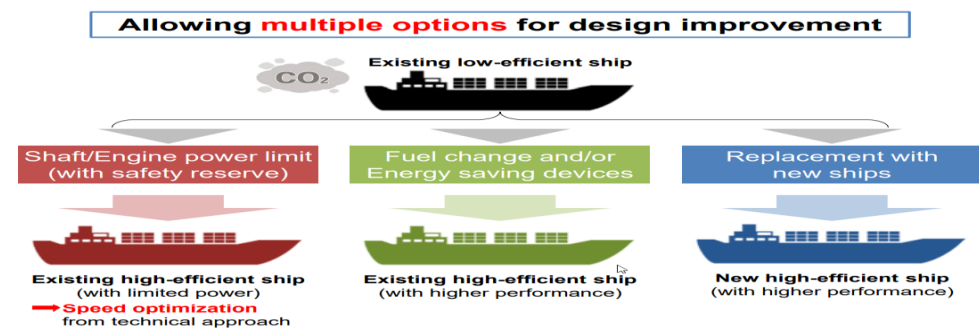 Allowing multiple options for design improvement
CO₂
Existing low-efficient ship
Shaft/Engine power limit
(with safety reserve)
Fuel change and/or
Energy saving devices
Replacement with
new ships
Existing high-efficient ship
(with limited power)
Speed optimization
from technical approach
Existing high-efficient ship
(with higher performance)
New high-efficient ship
(with higher performance)